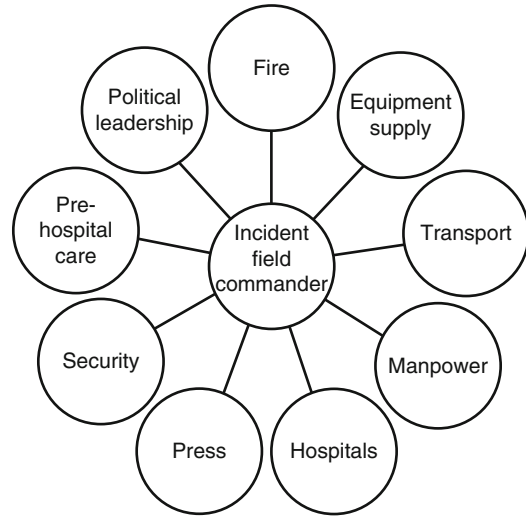 Fire
Equipment
supply
Transport
Manpower
Hospitals
Press
Security
Pre-
hospital
care
Political
leadership
Incident
field
commander